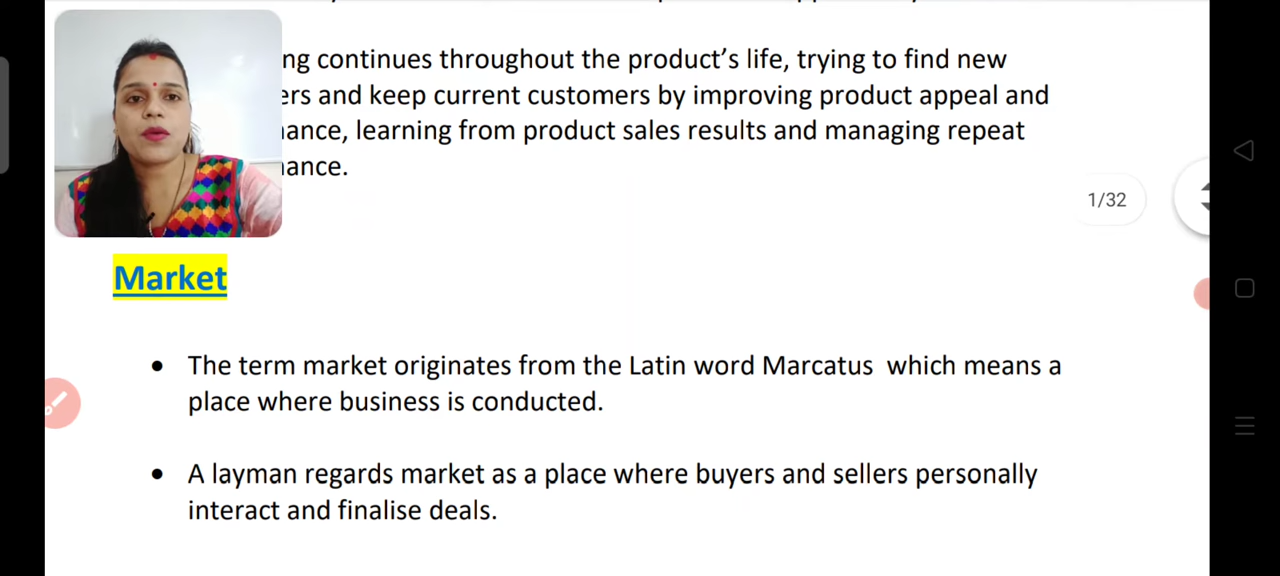 ng continues throughout the product's life, trying to find new
ers and keep current customers by improving product appeal and
ance, learning from product sales results and managing repeat
ance.
1/32
Market
• The term market originates from the Latin word Marcatus which means a
place where business is conducted.
• A layman regards market as a place where buyers and sellers personally
interact and finalise deals.